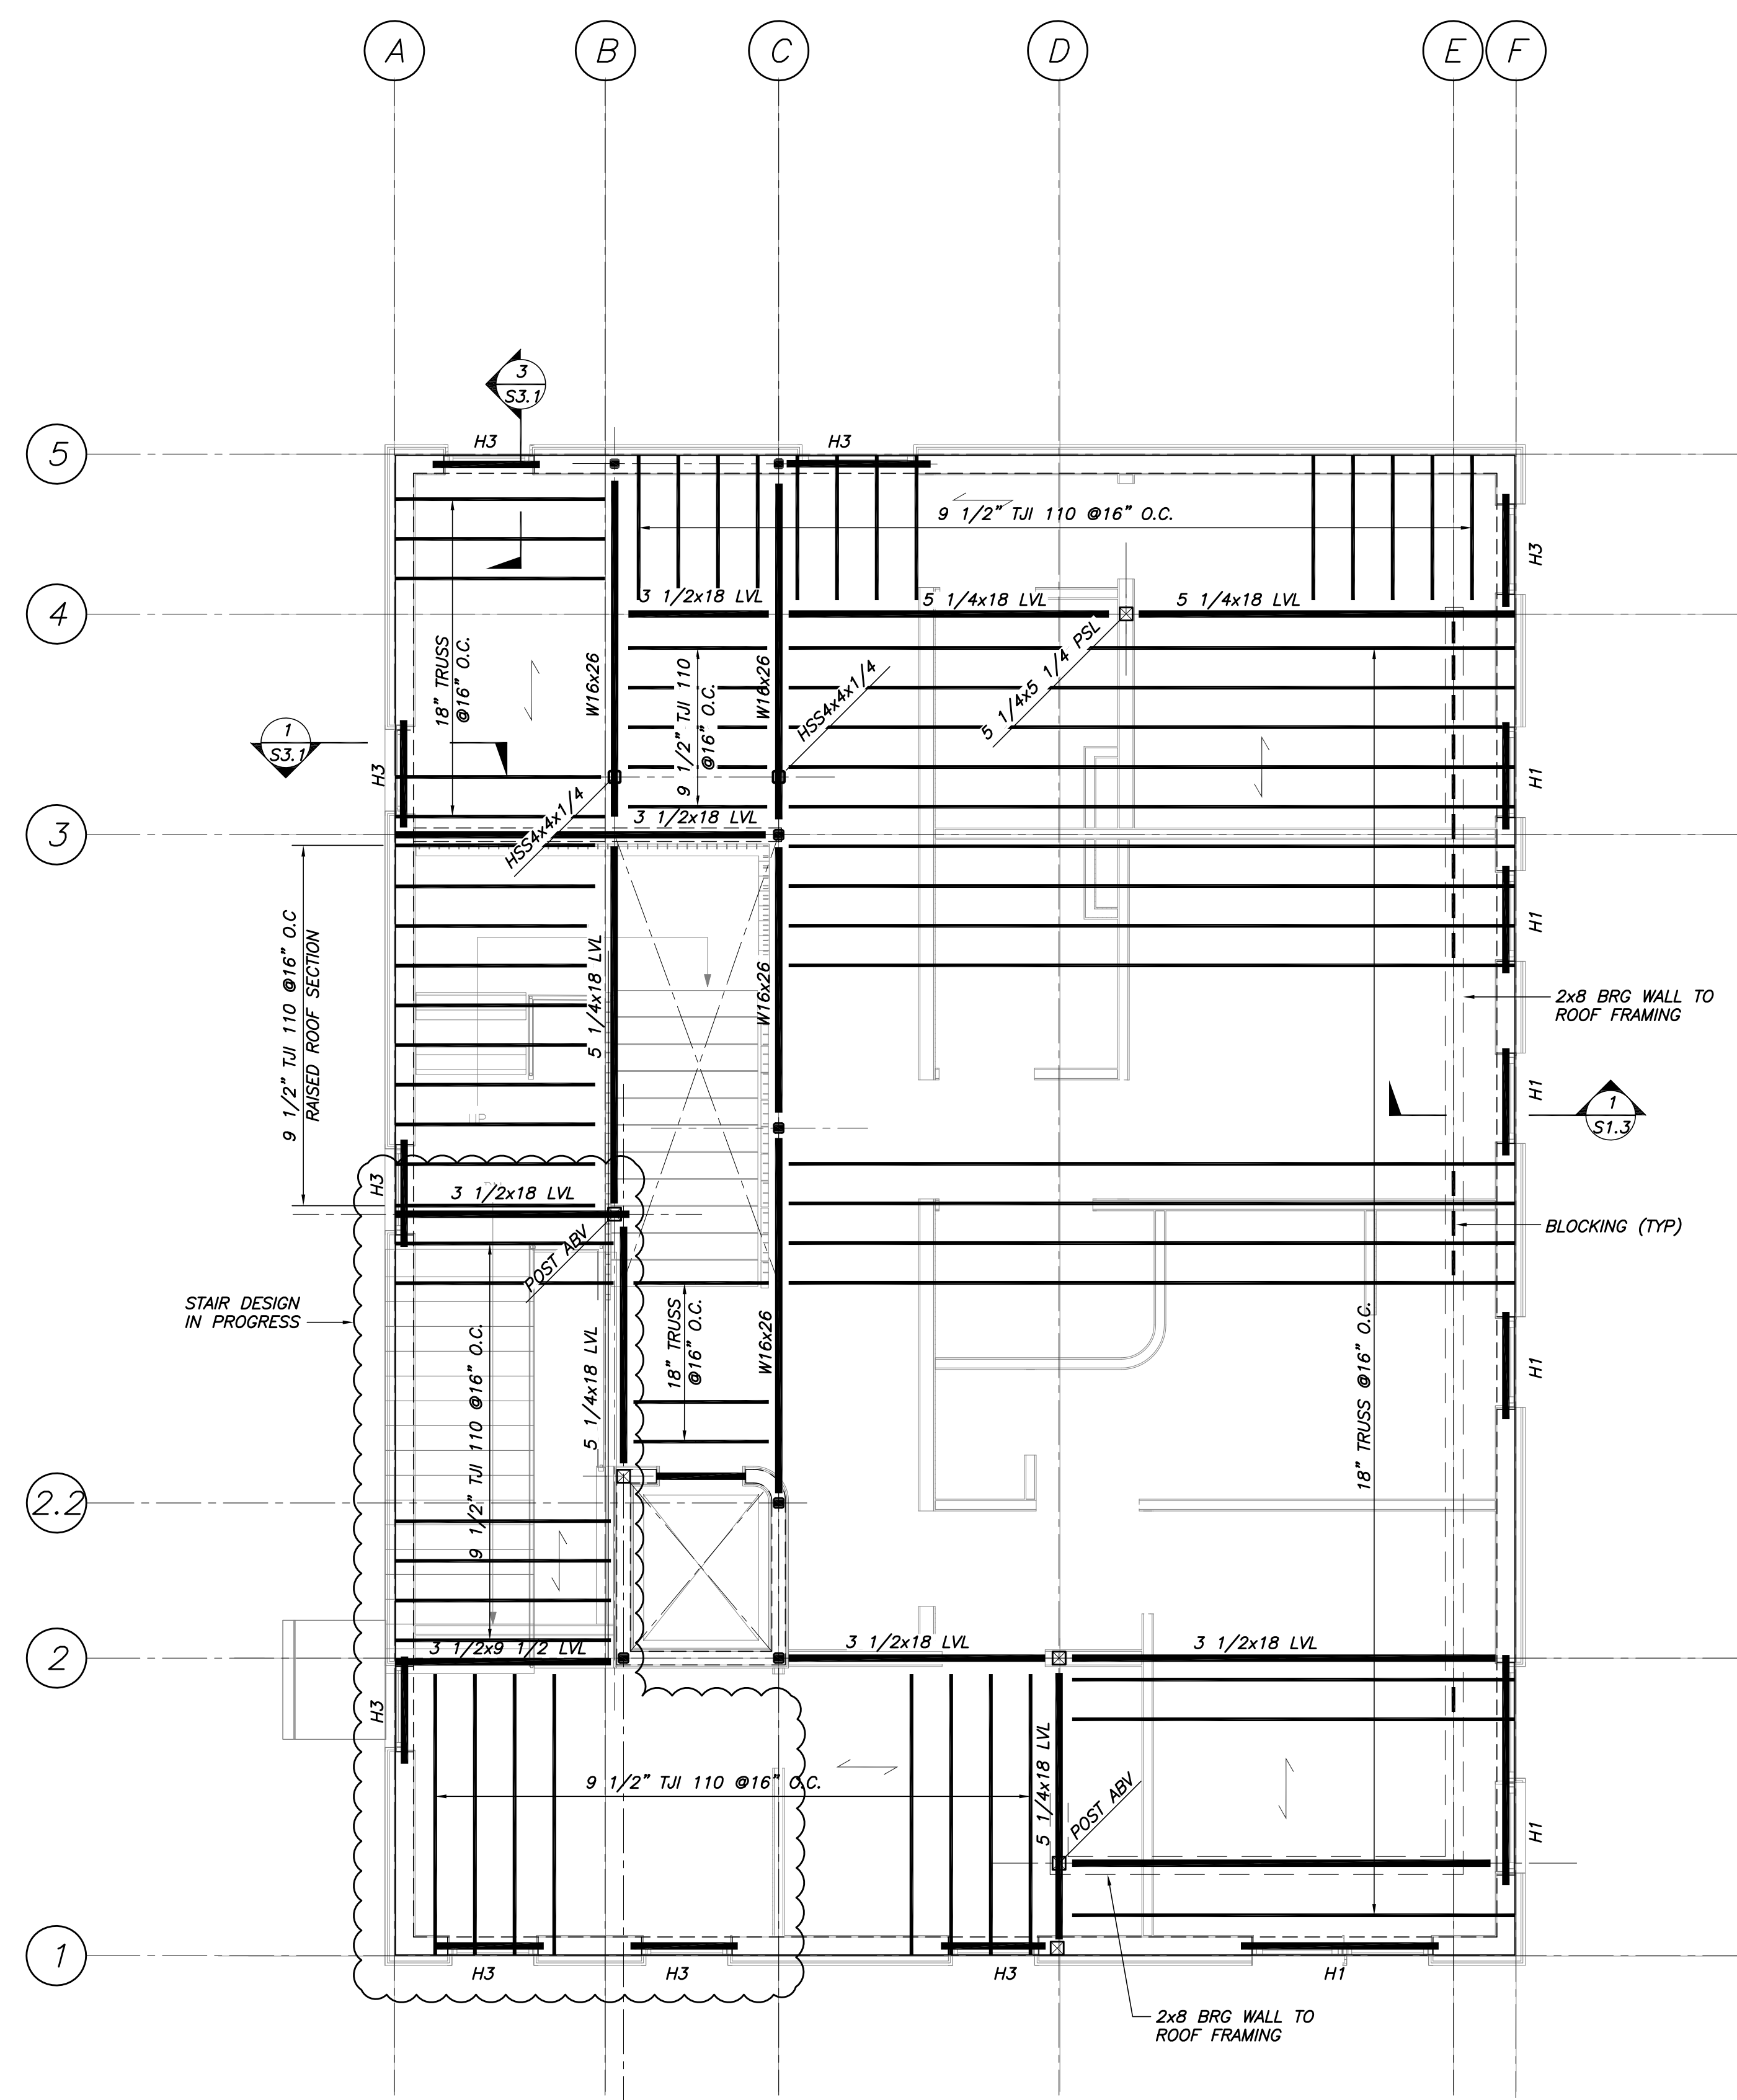 A
B
C
D
E
F
3
S3.1
5
H3
H3
9 1/2" TJI 110 @16" O.C.
H3
4
3 1/2x18 LVL
5 1/4x18 LVL
5 1/4x18 LVL
18" TRUSS
@16" O.C.
W16x26
9 1/2" TJI 110
@16" O.C.
W16x26
HSS4x4x1/4
5 1/4x5 1/4 PSL
1
S3.1
H3
H1
HSS4x4x1/4
3
3 1/2x18 LVL
9 1/2" TJI 110 @16" O.C
RAISED ROOF SECTION
5 1/4x18 LVL
W16x26
H1
2x8 BRG WALL TO
ROOF FRAMING
UP
H1
1
S1.3
H3
DN
3 1/2x18 LVL
POST ABV
BLOCKING (TYP)
STAIR DESIGN
IN PROGRESS
9 1/2" TJI 110 @16" O.C.
5 1/4x18 LVL
18" TRUSS
@16" O.C.
W16x26
18" TRUSS @16" O.C.
H1
2.2
2
3 1/2x9 1/2 LVL
3 1/2x18 LVL
3 1/2x18 LVL
H3
9 1/2" TJI 110 @16" O.C.
5 1/4x18 LVL
POST ABV
H1
1
H3
H3
H3
H1
2x8 BRG WALL TO
ROOF FRAMING